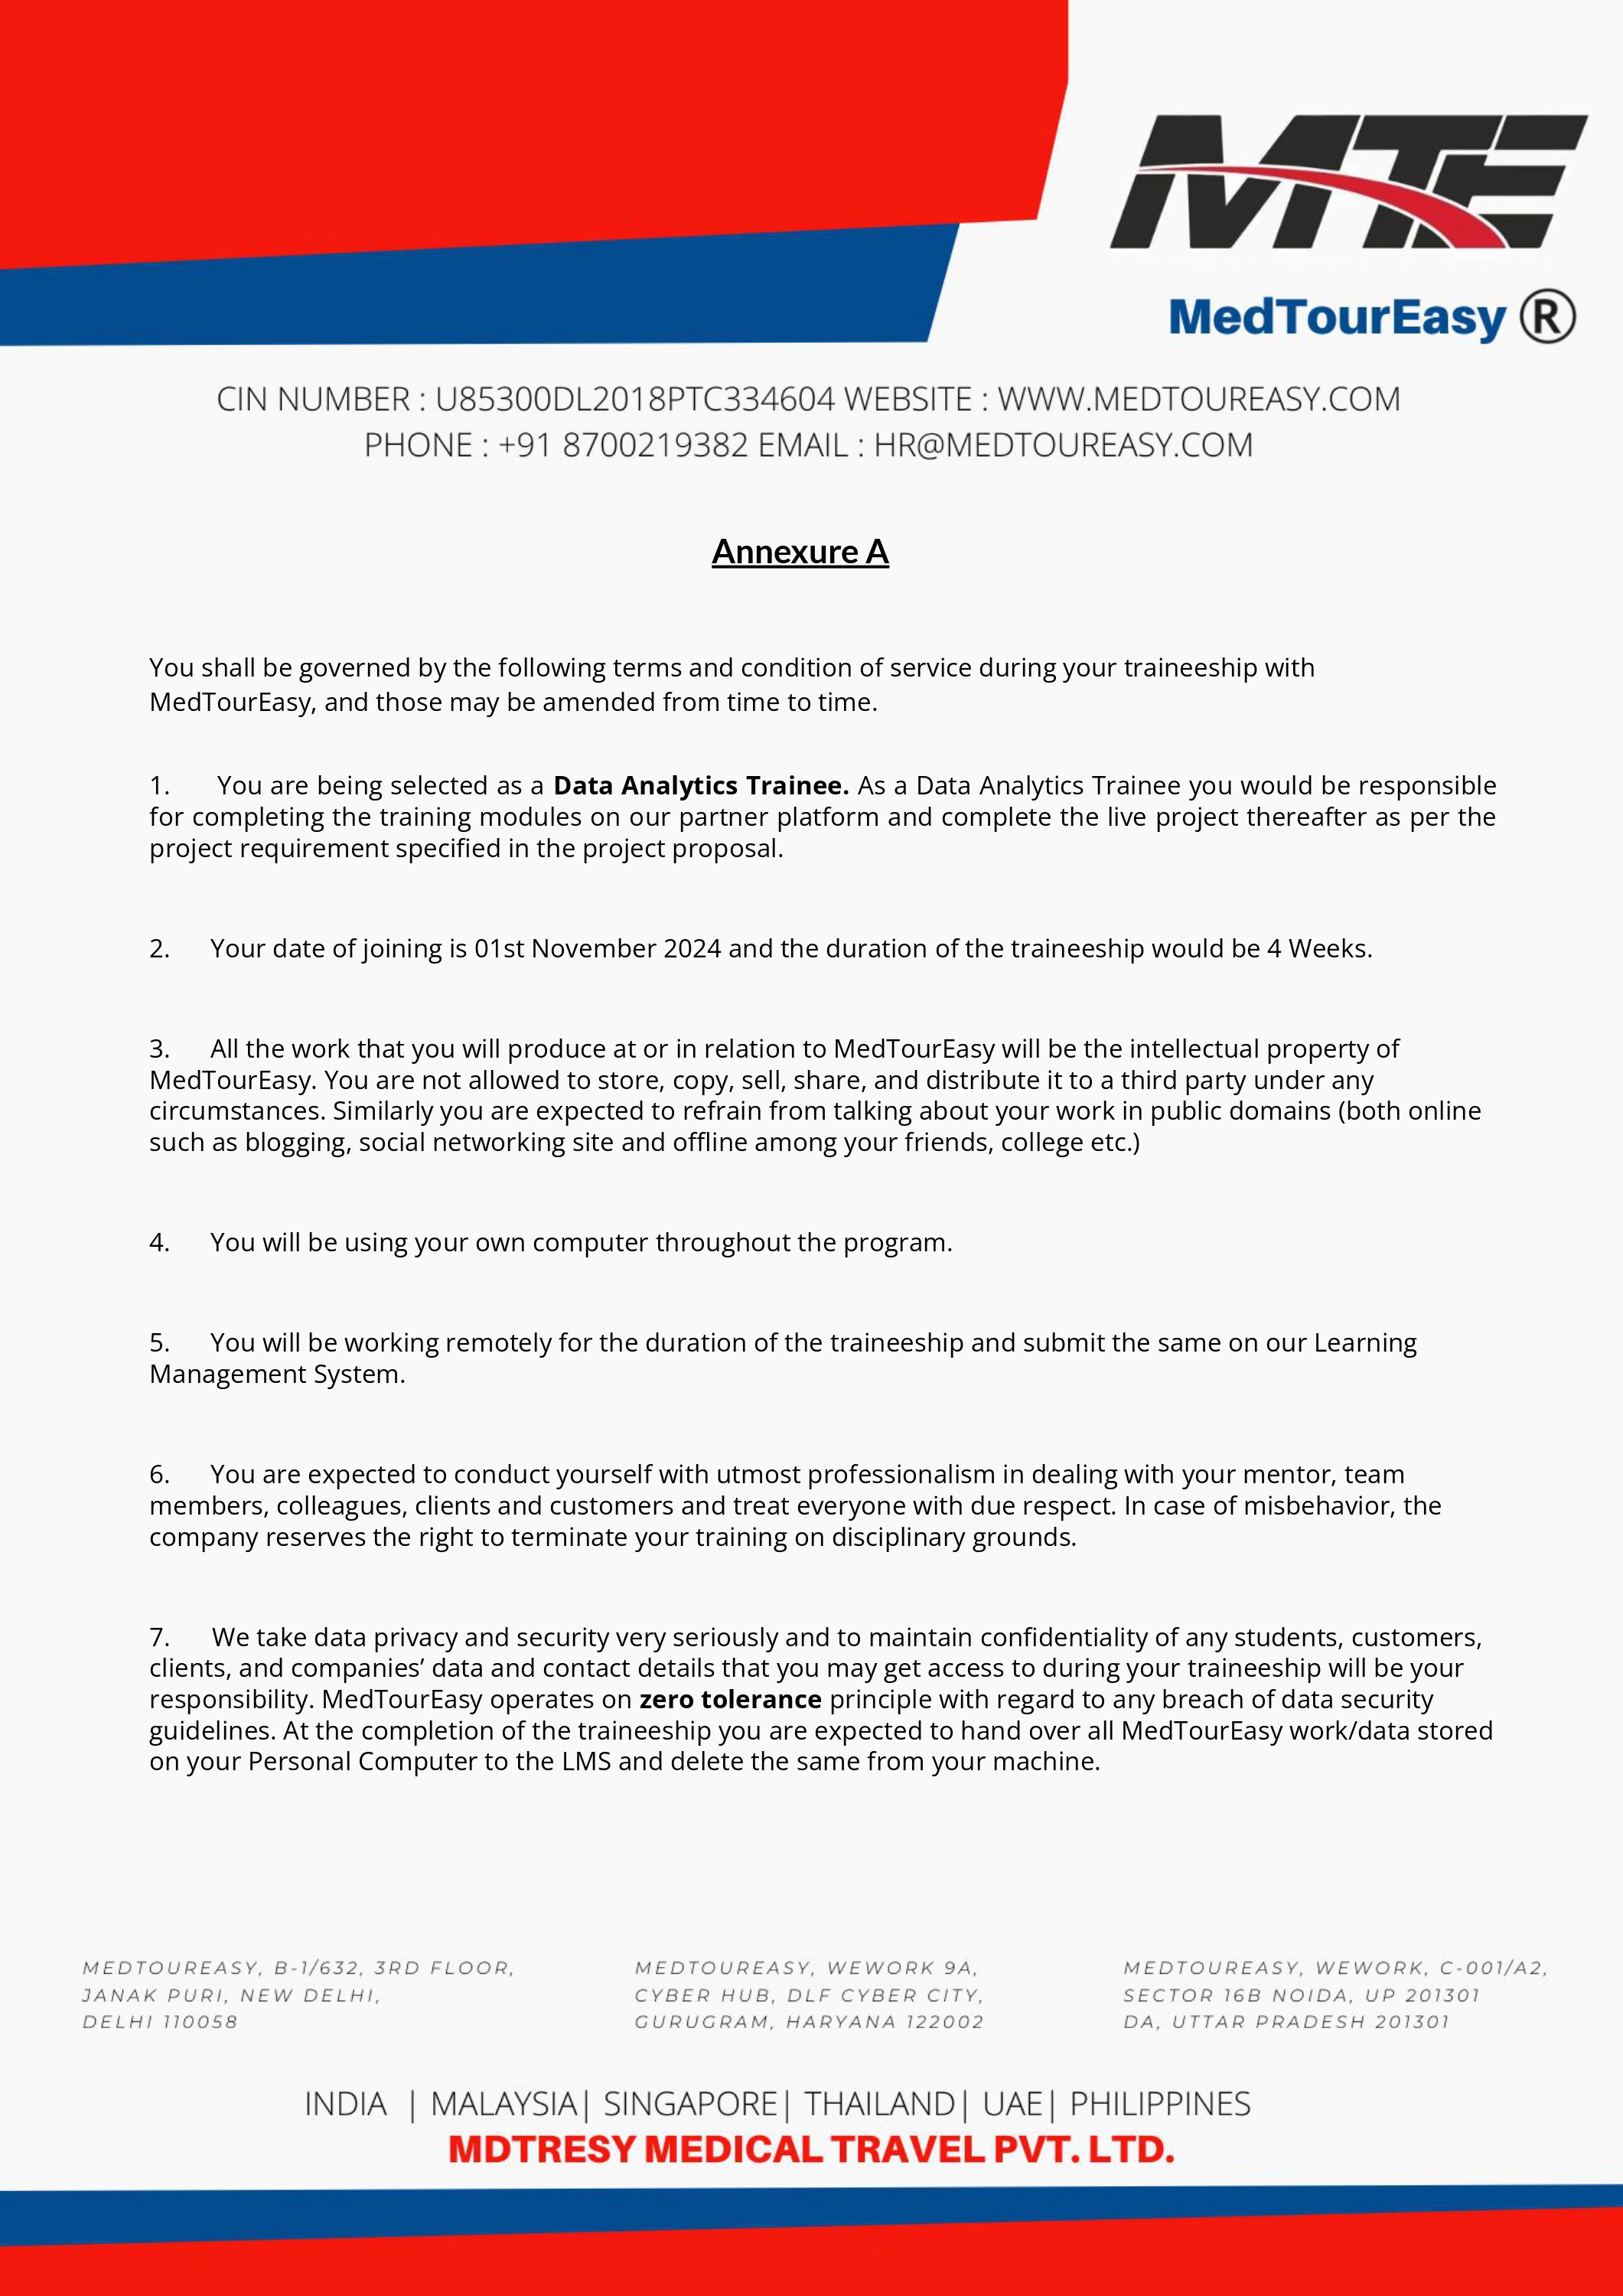 MTE
MedTourEasy ®
CIN NUMBER : U85300DL2018PTC334604 WEBSITE : WWW.MEDTOUREASY.COM
PHONE : +91 8700219382 EMAIL : HR@MEDTOUREASY.COM
Annexure A
You shall be governed by the following terms and condition of service during your traineeship with
MedTourEasy, and those may be amended from time to time.
1. You are being selected as a Data Analytics Trainee. As a Data Analytics Trainee you would be responsible
for completing the training modules on our partner platform and complete the live project thereafter as per the
project requirement specified in the project proposal.
2. Your date of joining is 01st November 2024 and the duration of the traineeship would be 4 Weeks.
3. All the work that you will produce at or in relation to MedTourEasy will be the intellectual property of
MedTourEasy. You are not allowed to store, copy, sell, share, and distribute it to a third party under any
circumstances. Similarly you are expected to refrain from talking about your work in public domains (both online
such as blogging, social networking site and offline among your friends, college etc.)
4. You will be using your own computer throughout the program.
5. You will be working remotely for the duration of the traineeship and submit the same on our Learning
Management System.
6. You are expected to conduct yourself with utmost professionalism in dealing with your mentor, team
members, colleagues, clients and customers and treat everyone with due respect. In case of misbehavior, the
company reserves the right to terminate your training on disciplinary grounds.
7. We take data privacy and security very seriously and to maintain confidentiality of any students, customers,
clients, and companies’ data and contact details that you may get access to during your traineeship will be your
responsibility. MedTourEasy operates on zero tolerance principle with regard to any breach of data security
guidelines. At the completion of the traineeship you are expected to hand over all MedTourEasy work/data stored
on your Personal Computer to the LMS and delete the same from your machine.
MEDTOUREASY, B-1/632, 3RD FLOOR,
JANAK PURI, NEW DELHI,
DELHI 110058
MEDTOUREASY, WEWORK 9A,
CYBER HUB, DLF CYBER CITY,
GURUGRAM, HARYANA 122002
MEDTOUREASY, WEWORK, C-001/A2,
SECTOR 16B NOIDA, UP 201301
DA, UTTAR PRADESH 201301
INDIA | MALAYSIA| SINGAPORE| THAILAND| UAE| PHILIPPINES
MDTRESY MEDICAL TRAVEL PVT. LTD.